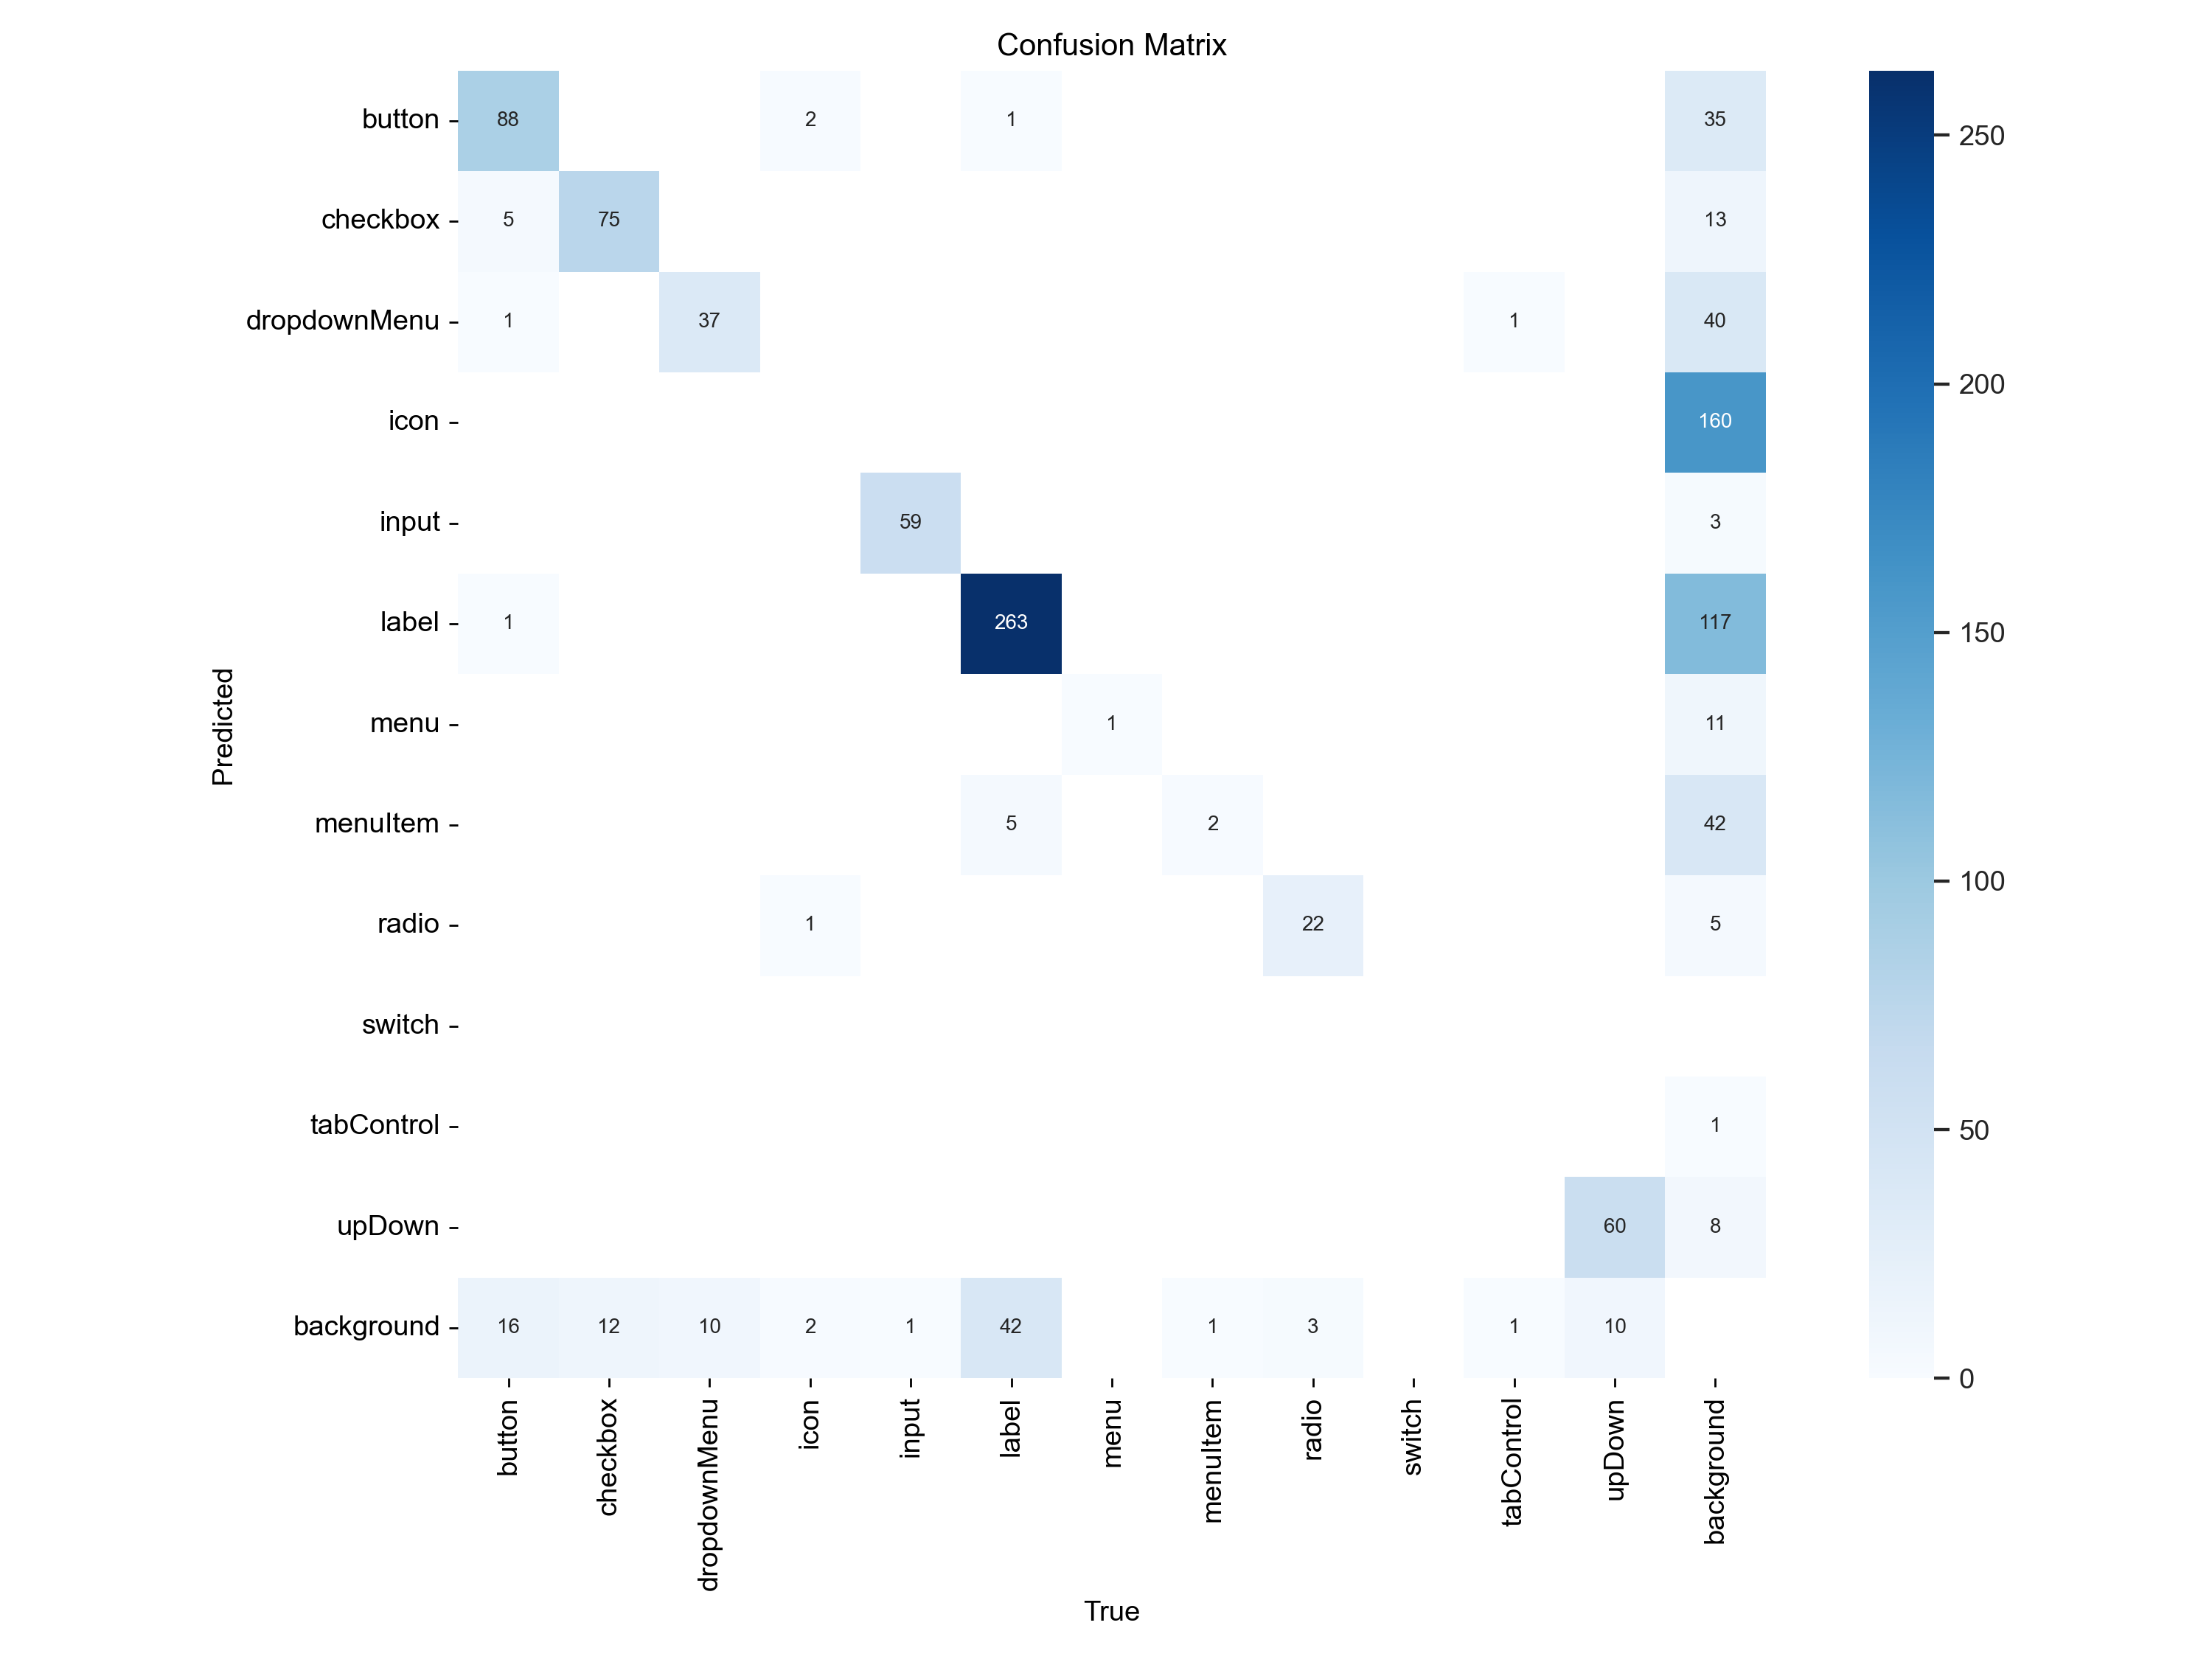 Confusion Matrix
button 88 2 1 35
checkbox 5 75 13
dropdownMenu 1 37 1 40
icon 160
input 59 3
label 1 263 117
menu 1 11
menuItem 5 2 42
radio 1 22 5
switch
tabControl 1
upDown 60 8
background 16 12 10 2 1 42 1 3 1 10
button checkbox dropdownMenu icon input label menu menuItem radio switch tabControl upDown background
True
Predicted
250
200
150
100
50
0